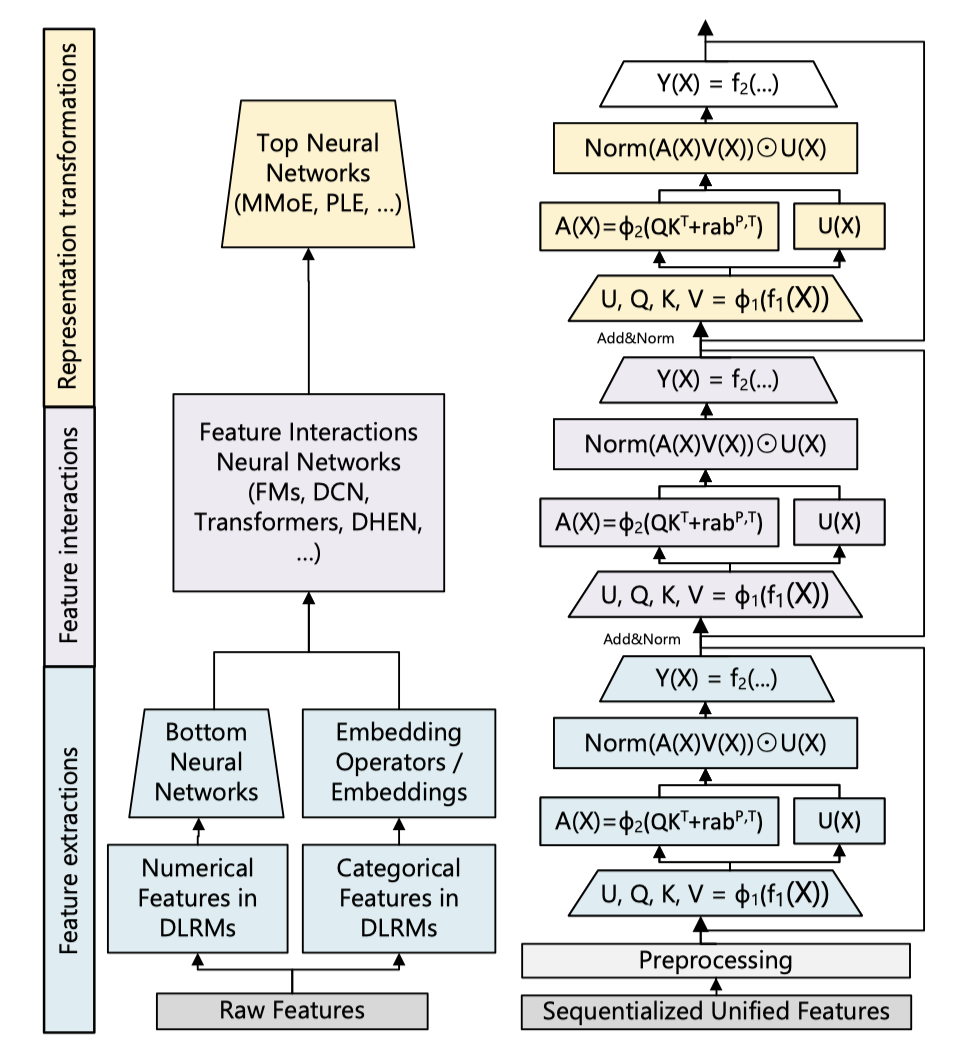 Representation transformations
Feature interactions
Feature extractions
Top Neural
Networks
(MMoE, PLE, ...)
Feature Interactions
Neural Networks
(FMs, DCN,
Transformers, DHEN,
...)
Bottom
Neural
Networks
Embedding
Operators /
Embeddings
Numerical
Features in
DLRMs
Categorical
Features in
DLRMs
Raw Features
Y(X) = f₂(...)
Norm(A(X)V(X))⊙U(X)
A(X)=ϕ₂(QKᵀ+rabᴾ,ᵀ)
U(X)
U, Q, K, V = ϕ₁(f₁(X))
Add&Norm
Y(X) = f₂(...)
Norm(A(X)V(X))⊙U(X)
A(X)=ϕ₂(QKᵀ+rabᴾ,ᵀ)
U(X)
U, Q, K, V = ϕ₁(f₁(X))
Add&Norm
Y(X) = f₂(...)
Norm(A(X)V(X))⊙U(X)
A(X)=ϕ₂(QKᵀ+rabᴾ,ᵀ)
U(X)
U, Q, K, V = ϕ₁(f₁(X))
Preprocessing
Sequentialized Unified Features